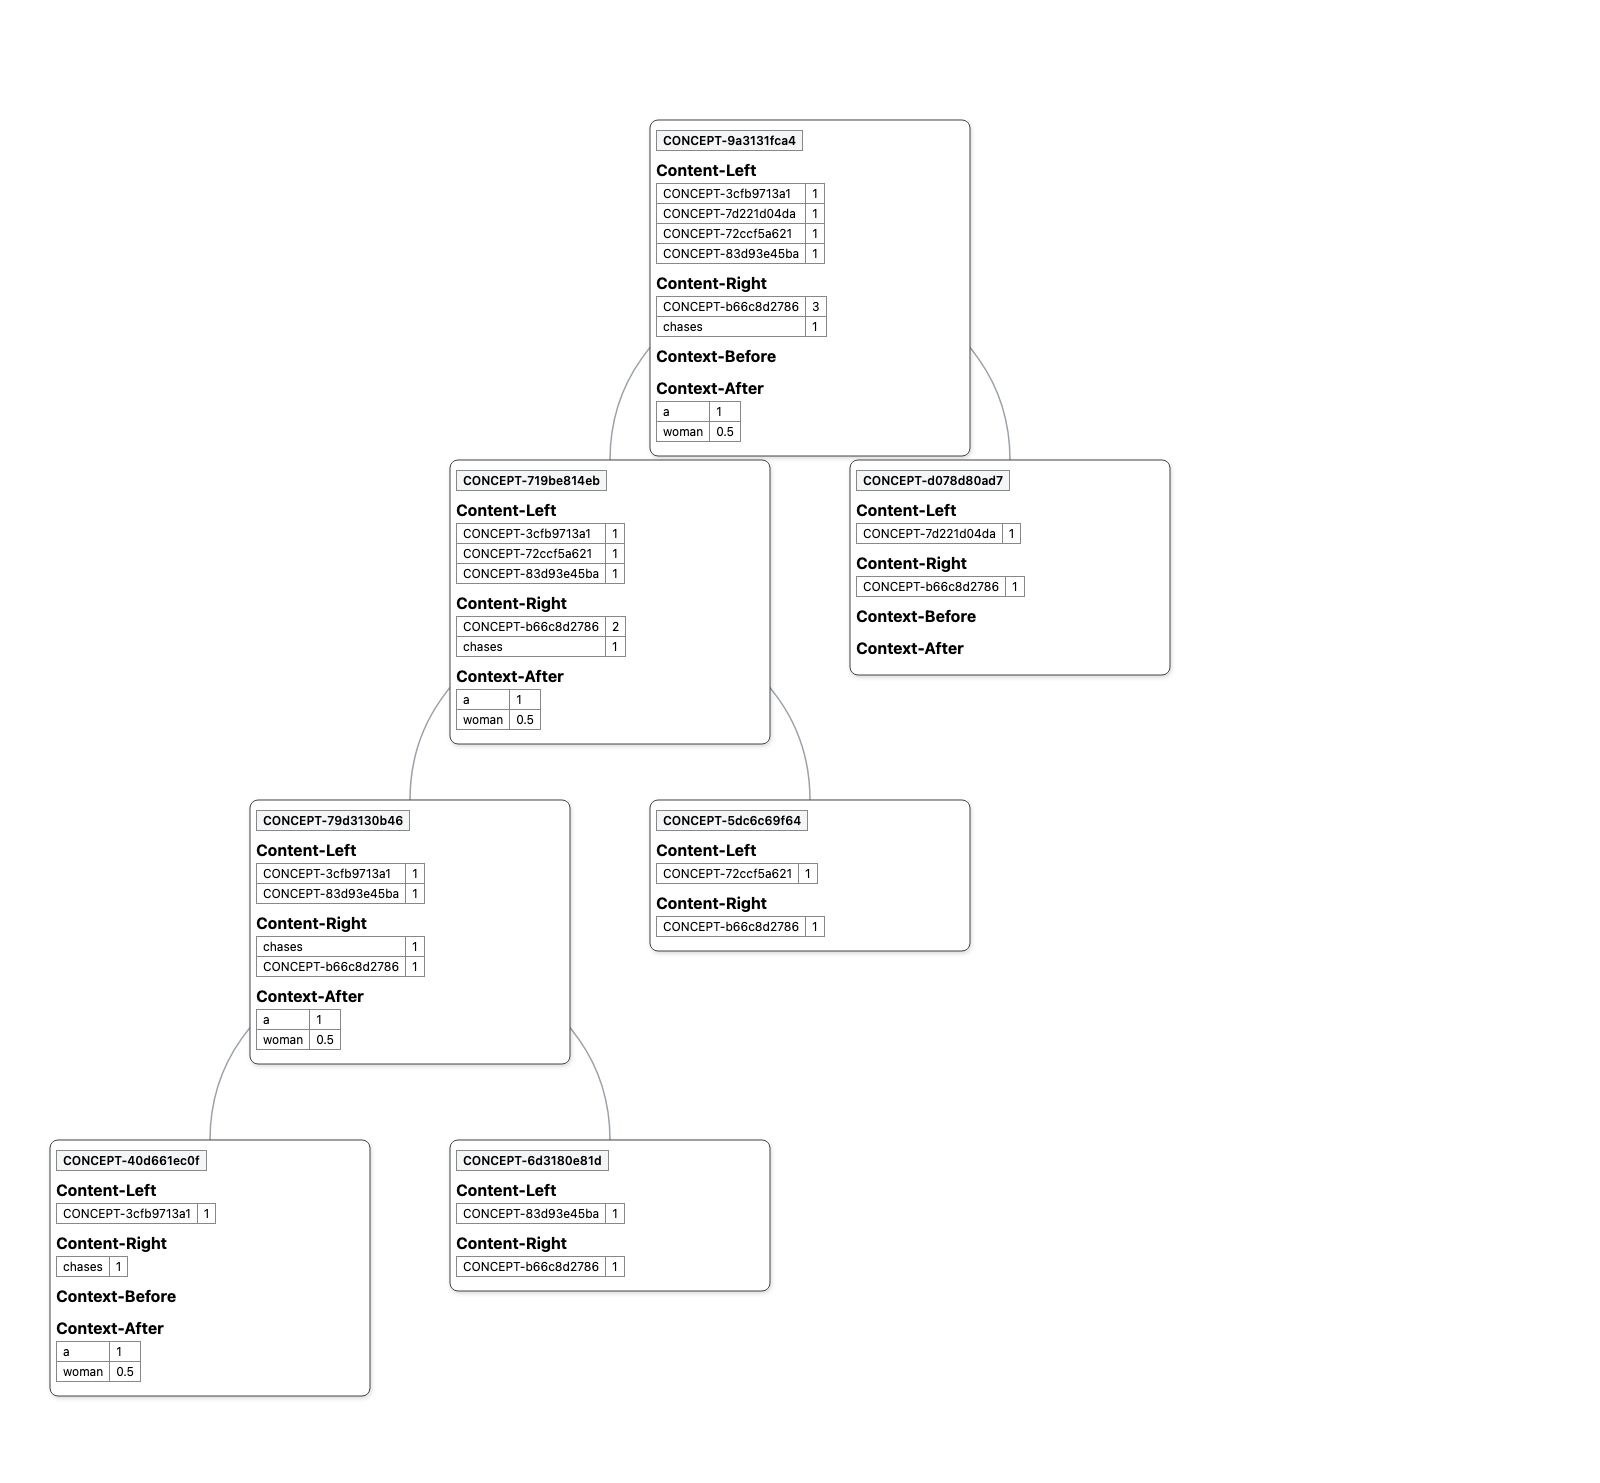 CONCEPT-9a3131fca4
Content-Left
CONCEPT-3cfb9713a1 1
CONCEPT-7d221d04da 1
CONCEPT-72ccf5a621 1
CONCEPT-83d93e45ba 1
Content-Right
CONCEPT-b66c8d2786 3
chases 1
Context-Before
Context-After
a 1
woman 0.5
CONCEPT-719be814eb
Content-Left
CONCEPT-3cfb9713a1 1
CONCEPT-72ccf5a621 1
CONCEPT-83d93e45ba 1
Content-Right
CONCEPT-b66c8d2786 2
chases 1
Context-After
a 1
woman 0.5
CONCEPT-d078d80ad7
Content-Left
CONCEPT-7d221d04da 1
Content-Right
CONCEPT-b66c8d2786 1
Context-Before
Context-After
CONCEPT-79d3130b46
Content-Left
CONCEPT-3cfb9713a1 1
CONCEPT-83d93e45ba 1
Content-Right
chases 1
CONCEPT-b66c8d2786 1
Context-After
a 1
woman 0.5
CONCEPT-5dc6c69f64
Content-Left
CONCEPT-72ccf5a621 1
Content-Right
CONCEPT-b66c8d2786 1
CONCEPT-40d661ec0f
Content-Left
CONCEPT-3cfb9713a1 1
Content-Right
chases 1
Context-Before
Context-After
a 1
woman 0.5
CONCEPT-6d3180e81d
Content-Left
CONCEPT-83d93e45ba 1
Content-Right
CONCEPT-b66c8d2786 1